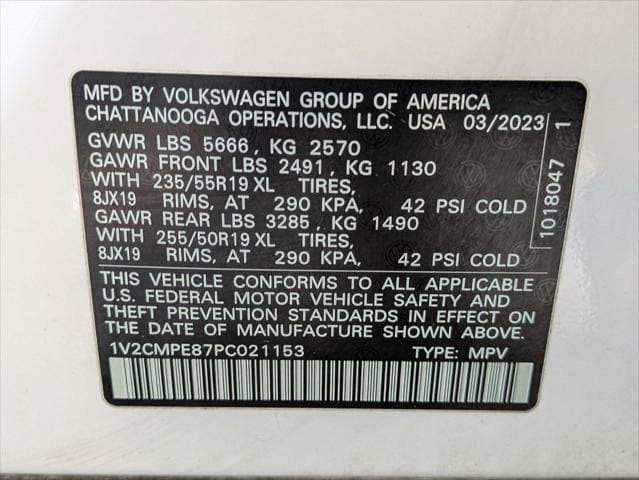 MFD BY VOLKSWAGEN GROUP OF AMERICA
CHATTANOOGA OPERATIONS, LLC. USA 03/2023
GVWR LBS 5666, KG 2570
GAWR FRONT LBS 2491, KG 1130
WITH 235/55R19 XL TIRES,
8JX19 RIMS, AT 290 KPA, 42 PSI COLD
GAWR REAR LBS 3285, KG 1490
WITH 255/50R19 XL TIRES,
8JX19 RIMS, AT 290 KPA, 42 PSI COLD
THIS VEHICLE CONFORMS TO ALL APPLICABLE
U.S. FEDERAL MOTOR VEHICLE SAFETY AND
THEFT PREVENTION STANDARDS IN EFFECT ON
THE DATE OF MANUFACTURE SHOWN ABOVE.
1V2CMPE87PC021153 TYPE: MPV
1018047 1